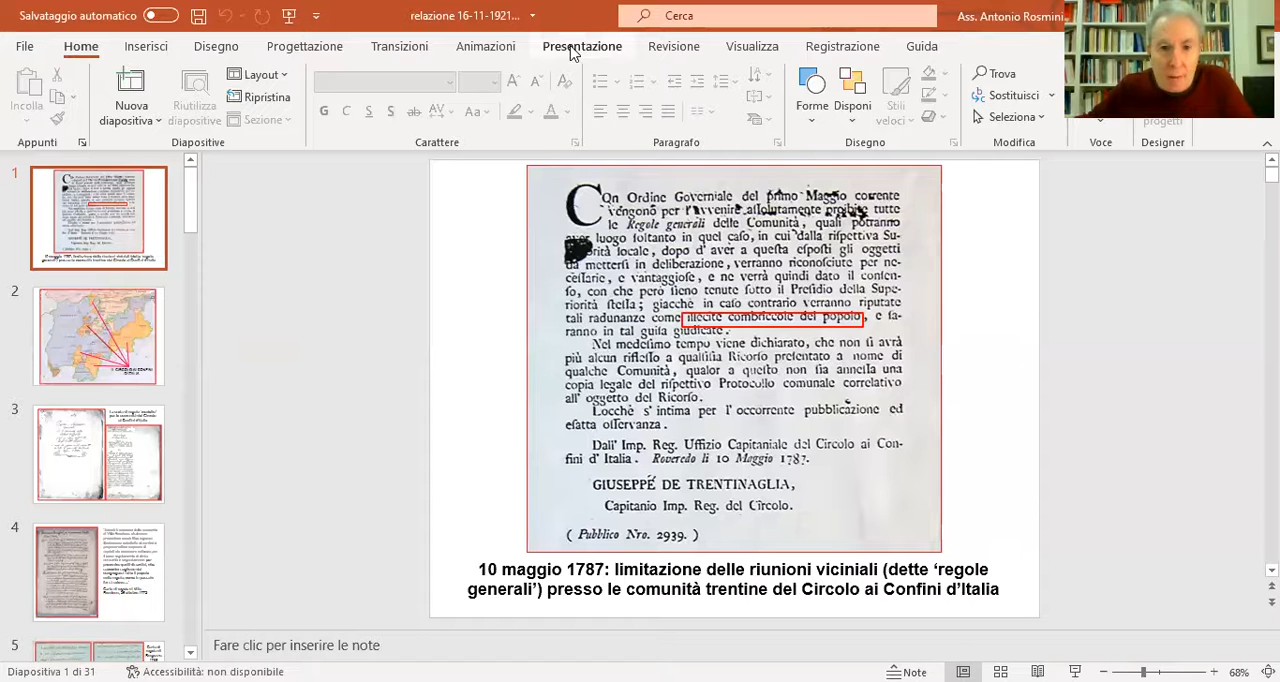 Salvataggio automatico
relazione 16-11-1921...
Cerca
Ass. Antonio Rosmini
File Home Inserisci Disegno Progettazione Transizioni Animazioni Presentazione Revisione Visualizza Registrazione Guida
Incolla
Appunti
Nuova
diapositiva
Riutilizza
diapositive
Layout
Ripristina
Sezione
Diapositive
G C S S ab AV Aa A
Carattere
Paragrafo
Forme
Disponi
Stili
veloci
Disegno
Trova
Sostituisci
Seleziona
Modifica
Voce
progetti
Designer
1
2
3
4
5
COn Ordine Governiale del primo Maggio corrente
vengono per l'avvenire assolutamente proibite tutte
le Regole generali delle Comunità, quali potranno
aver luogo soltanto in quel caso, in cui dalla rispettiva Su-
periorità locale, dopo d'aver a questa esposti gli oggetti
da mettersi in deliberazione, verranno riconosciute per ne-
cessarie, e vantaggiose, e ne verrà quindi dato il consen-
so, con che però sieno tenute sotto il Presidio della Supe-
riorità stessa; giacchè in caso contrario verranno riputate
tali radunanze come illecite combriccole del popolo, e sa-
ranno in tal guisa giudicate.
Nel medesimo tempo viene dichiarato, che non si avrà
più alcun riflesso a qualsisia Ricorso presentato a nome di
qualche Comunità, qualor a questo non sia annessa una
copia legale del rispettivo Protocollo comunale correlativo
all' oggetto del Ricorso.
Locchè s'intima per l'occorrente pubblicazione ed
esatta osservanza.
Dall' Imp. Reg. Uffizio Capitaniale del Circolo ai Con-
fini d'Italia. Roveredo li 10 Maggio 1787.
GIUSEPPE DE TRENTINAGLIA,
Capitanio Imp. Reg. del Circolo.
( Pubblico Nro. 2939. )
10 maggio 1787: limitazione delle riunioni viciniali (dette ‘regole
generali’) presso le comunità trentine del Circolo ai Confini d’Italia
Fare clic per inserire le note
Diapositiva 1 di 31
Accessibilità: non disponibile
Note
68%